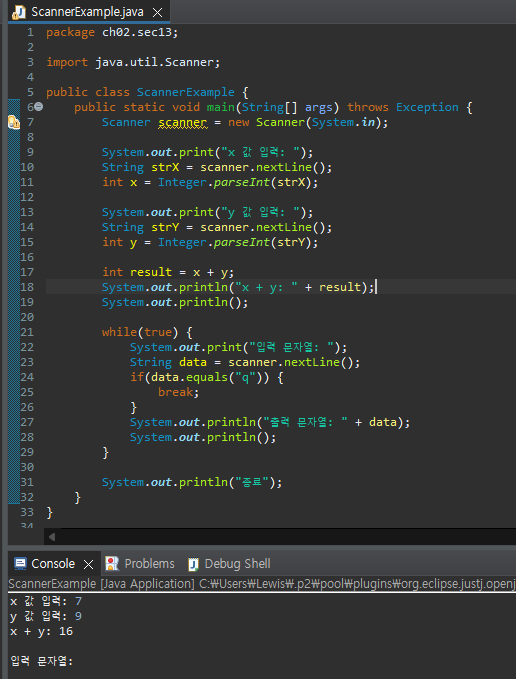 ScannerExample.java
1 package ch02.sec13;
2
3 import java.util.Scanner;
4
5 public class ScannerExample {
6 public static void main(String[] args) throws Exception {
7 Scanner scanner = new Scanner(System.in);
8
9 System.out.print("x 값 입력: ");
10 String strX = scanner.nextLine();
11 int x = Integer.parseInt(strX);
12
13 System.out.print("y 값 입력: ");
14 String strY = scanner.nextLine();
15 int y = Integer.parseInt(strY);
16
17 int result = x + y;
18 System.out.println("x + y: " + result);
19 System.out.println();
20
21 while(true) {
22 System.out.print("입력 문자열: ");
23 String data = scanner.nextLine();
24 if(data.equals("q")) {
25 break;
26 }
27 System.out.println("출력 문자열: " + data);
28 System.out.println();
29 }
30
31 System.out.println("종료");
32 }
33 }
34
Console Problems Debug Shell
ScannerExample [Java Application] C:₩Users₩Lewis₩.p2₩pool₩plugins₩org.eclipse.justj.openj
x 값 입력: 7
y 값 입력: 9
x + y: 16
입력 문자열: